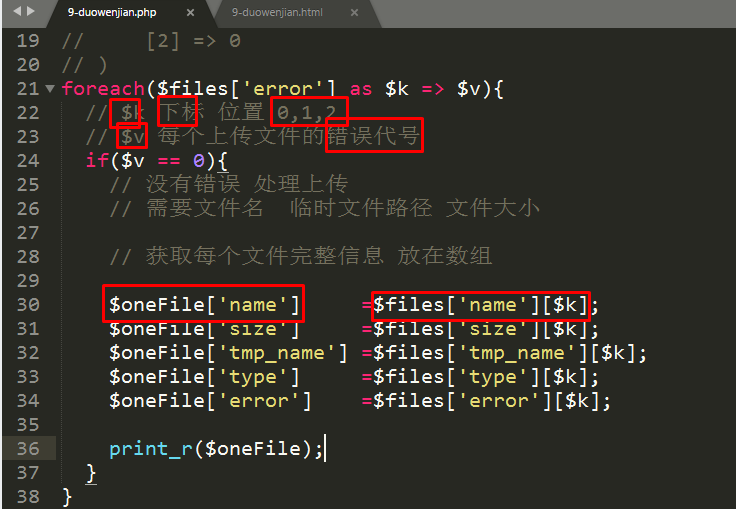 9-duowenjian.php × 9-duowenjian.html ×
19 //     [2] => 0
20 // )
21 foreach($files['error'] as $k => $v){
22   // $k 下标 位置 0,1,2
23   // $v 每个上传文件的错误代号
24   if($v == 0){
25     // 没有错误 处理上传
26     // 需要文件名  临时文件路径 文件大小
27
28     // 获取每个文件完整信息 放在数组
29
30     $oneFile['name']     =$files['name'][$k];
31     $oneFile['size']     =$files['size'][$k];
32     $oneFile['tmp_name'] =$files['tmp_name'][$k];
33     $oneFile['type']     =$files['type'][$k];
34     $oneFile['error']    =$files['error'][$k];
35
36     print_r($oneFile);
37   }
38 }